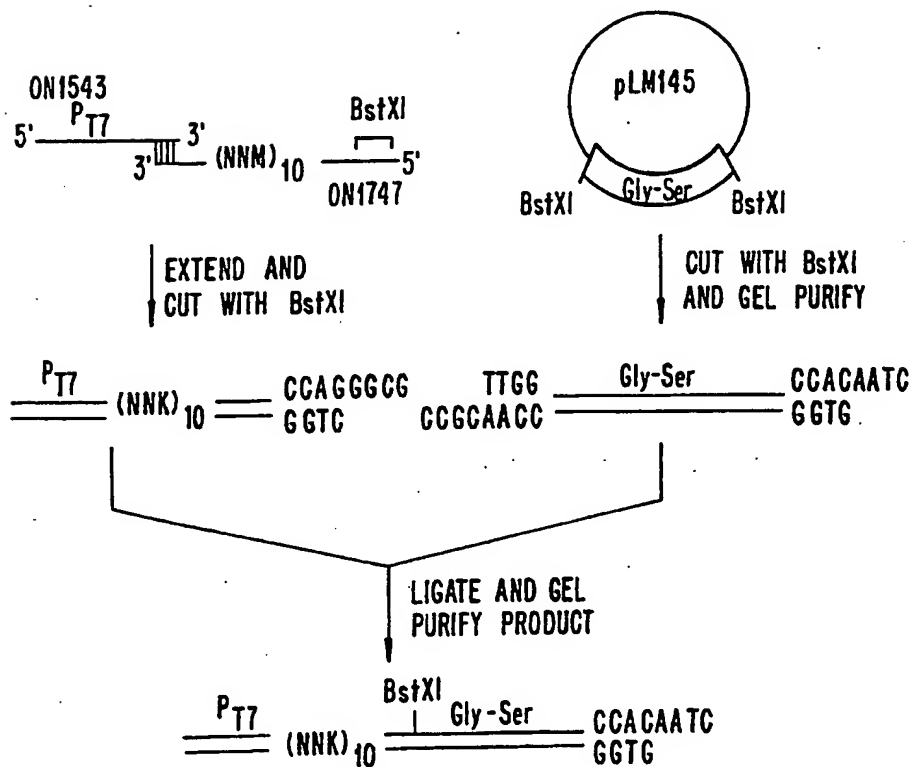 ON1543
P T7
5'
3'
3'
(NNM) 10
BstXI
5'
ON1747
pLM145
Gly-Ser
BstXI
BstXI
EXTEND AND
CUT WITH BstXI
CUT WITH BstXI
AND GEL PURIFY
P T7
(NNK) 10
CCAGGGCG
GGTC
TTGG
CCGCAACC
Gly-Ser
CCACAATC
GGTG
LIGATE AND GEL
PURIFY PRODUCT
P T7
(NNK) 10
BstXI
Gly-Ser
CCACAATC
GGTG